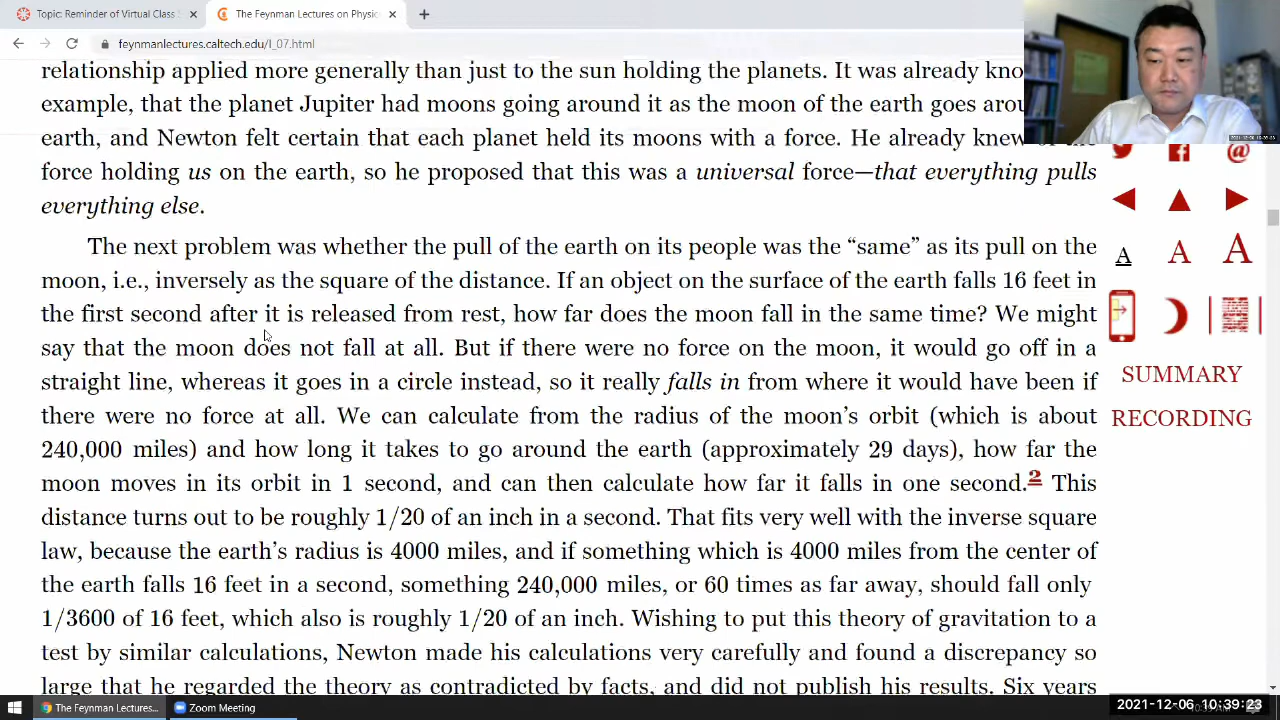 Topic: Reminder of Virtual Class
The Feynman Lectures on Physic
feynmanlectures.caltech.edu/I_07.html
relationship applied more generally than just to the sun holding the planets. It was already kno
example, that the planet Jupiter had moons going around it as the moon of the earth goes arou
earth, and Newton felt certain that each planet held its moons with a force. He already knew of the
force holding us on the earth, so he proposed that this was a universal force—that everything pulls
everything else.
The next problem was whether the pull of the earth on its people was the “same” as its pull on the
moon, i.e., inversely as the square of the distance. If an object on the surface of the earth falls 16 feet in
the first second after it is released from rest, how far does the moon fall in the same time? We might
say that the moon does not fall at all. But if there were no force on the moon, it would go off in a
straight line, whereas it goes in a circle instead, so it really falls in from where it would have been if
there were no force at all. We can calculate from the radius of the moon’s orbit (which is about
240,000 miles) and how long it takes to go around the earth (approximately 29 days), how far the
moon moves in its orbit in 1 second, and can then calculate how far it falls in one second.2 This
distance turns out to be roughly 1/20 of an inch in a second. That fits very well with the inverse square
law, because the earth’s radius is 4000 miles, and if something which is 4000 miles from the center of
the earth falls 16 feet in a second, something 240,000 miles, or 60 times as far away, should fall only
1/3600 of 16 feet, which also is roughly 1/20 of an inch. Wishing to put this theory of gravitation to a
test by similar calculations, Newton made his calculations very carefully and found a discrepancy so
large that he regarded the theory as contradicted by facts, and did not publish his results. Six years
@
A A A
SUMMARY
RECORDING
The Feynman Lectures...
Zoom Meeting
2021-12-06 10:39:23